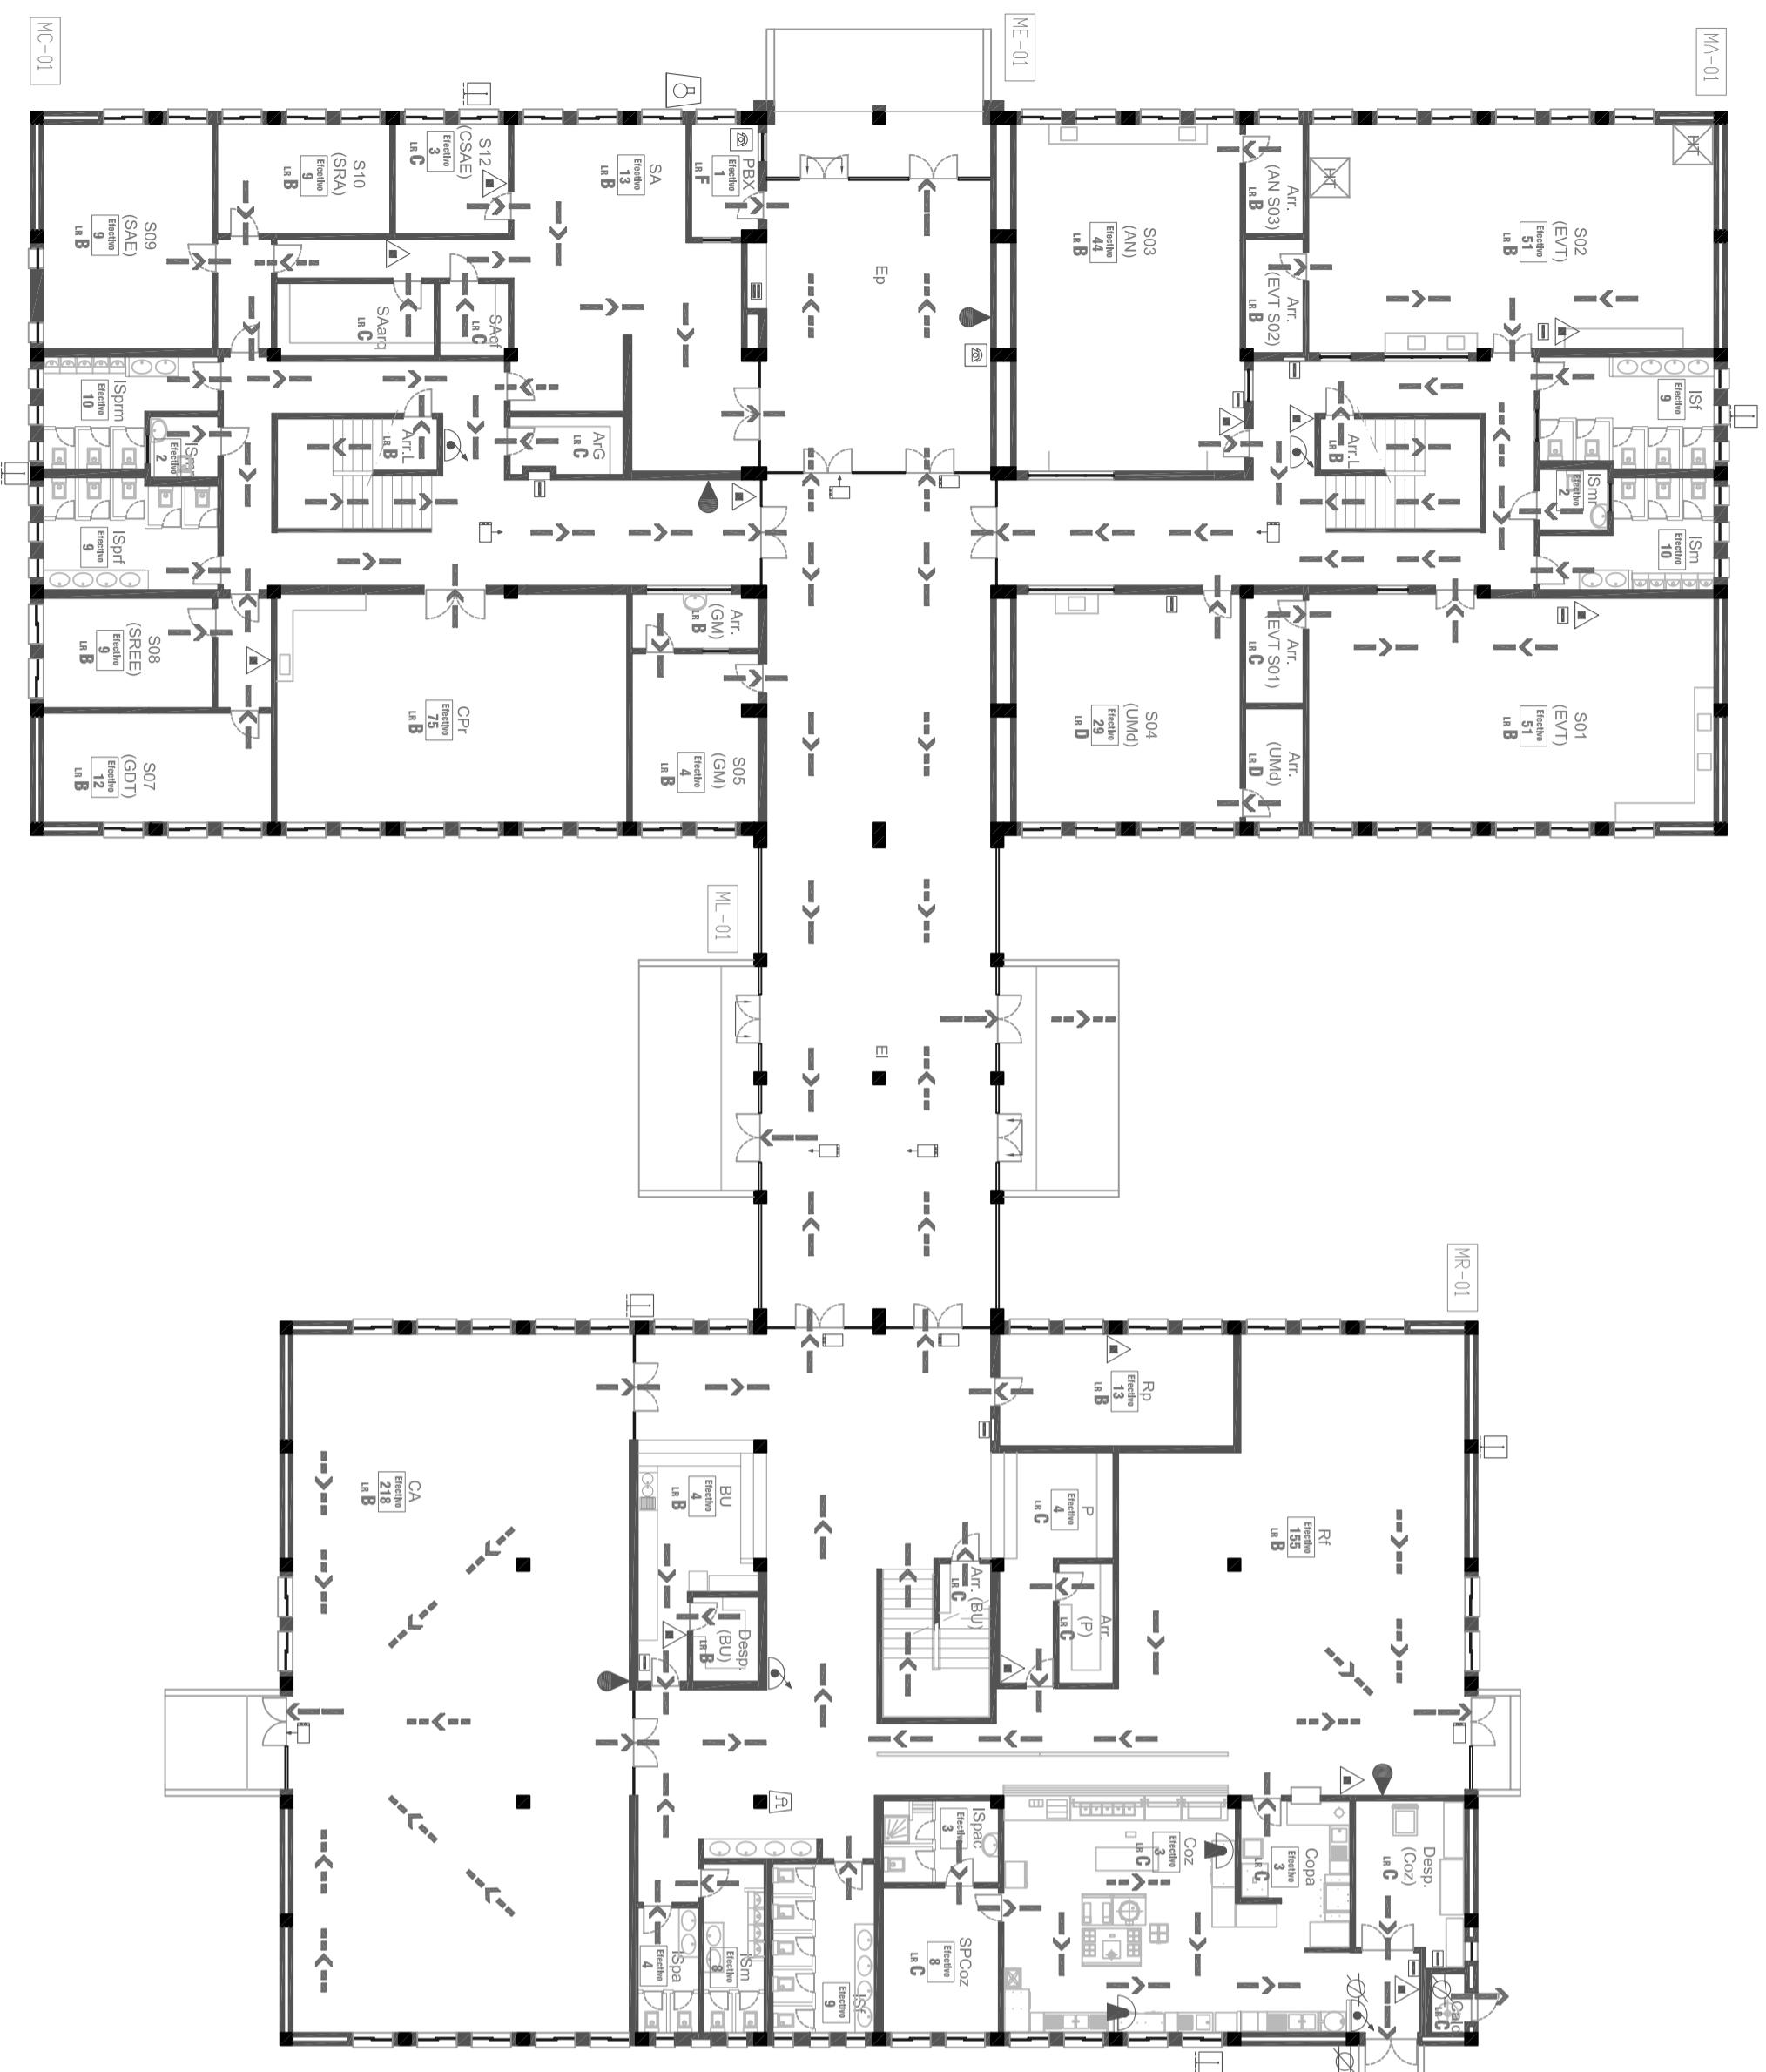 MC-01
ME-01
MA-01
S09
(SAE)
Efectivo
9
LR B
S10
(SRA)
Efectivo
9
LR B
S12
(CSAE)
Efectivo
3
LR C
SA
Efectivo
13
LR B
PBX
Efectivo
1
LR F
Ep
S03
(AN)
Efectivo
44
LR B
Arr.
(AN S03)
LR B
Arr.
(EVT S02)
LR B
S02
(EVT)
Efectivo
51
LR B
HT
HT
SAarq
LR C
SAcf
LR C
ISprm
Efectivo
10
Efectivo
2
ISprf
Efectivo
9
Arr.L
LR B
ArG
LR C
Arr.L
LR B
ISf
Efectivo
9
ISmr
Efectivo
2
ISm
Efectivo
10
S08
(SREE)
Efectivo
9
LR B
S07
(GDT)
Efectivo
12
LR B
CPr
Efectivo
75
LR B
Arr.
(GM)
LR B
S05
(GM)
Efectivo
4
LR B
S04
(UMd)
Efectivo
29
LR D
Arr.
(EVT S01)
LR C
Arr.
(UMd)
LR D
S01
(EVT)
Efectivo
51
LR B
ML-01
El
MR-01
CA
Efectivo
218
LR B
BU
Efectivo
4
LR B
Desp.
(BU)
LR B
Arr. (BU)
LR C
Rp
Efectivo
13
LR B
P
Efectivo
4
LR C
Arr
(P)
LR C
Rf
Efectivo
155
LR B
ISpa
Efectivo
4
ISm
Efectivo
8
ISf
Efectivo
9
ISpac
Efectivo
3
SPCoz
Efectivo
8
LR C
Coz
Efectivo
3
LR C
Copa
Efectivo
3
LR C
Desp.
(Coz)
LR C
LR C